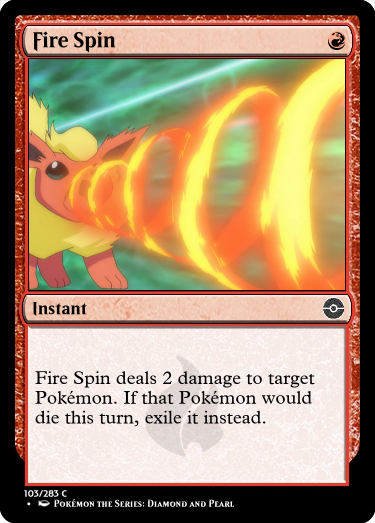 Fire Spin
Instant
Fire Spin deals 2 damage to target
Pokémon. If that Pokémon would
die this turn, exile it instead.
103/283 C
• Pokémon the Series: Diamond and Pearl